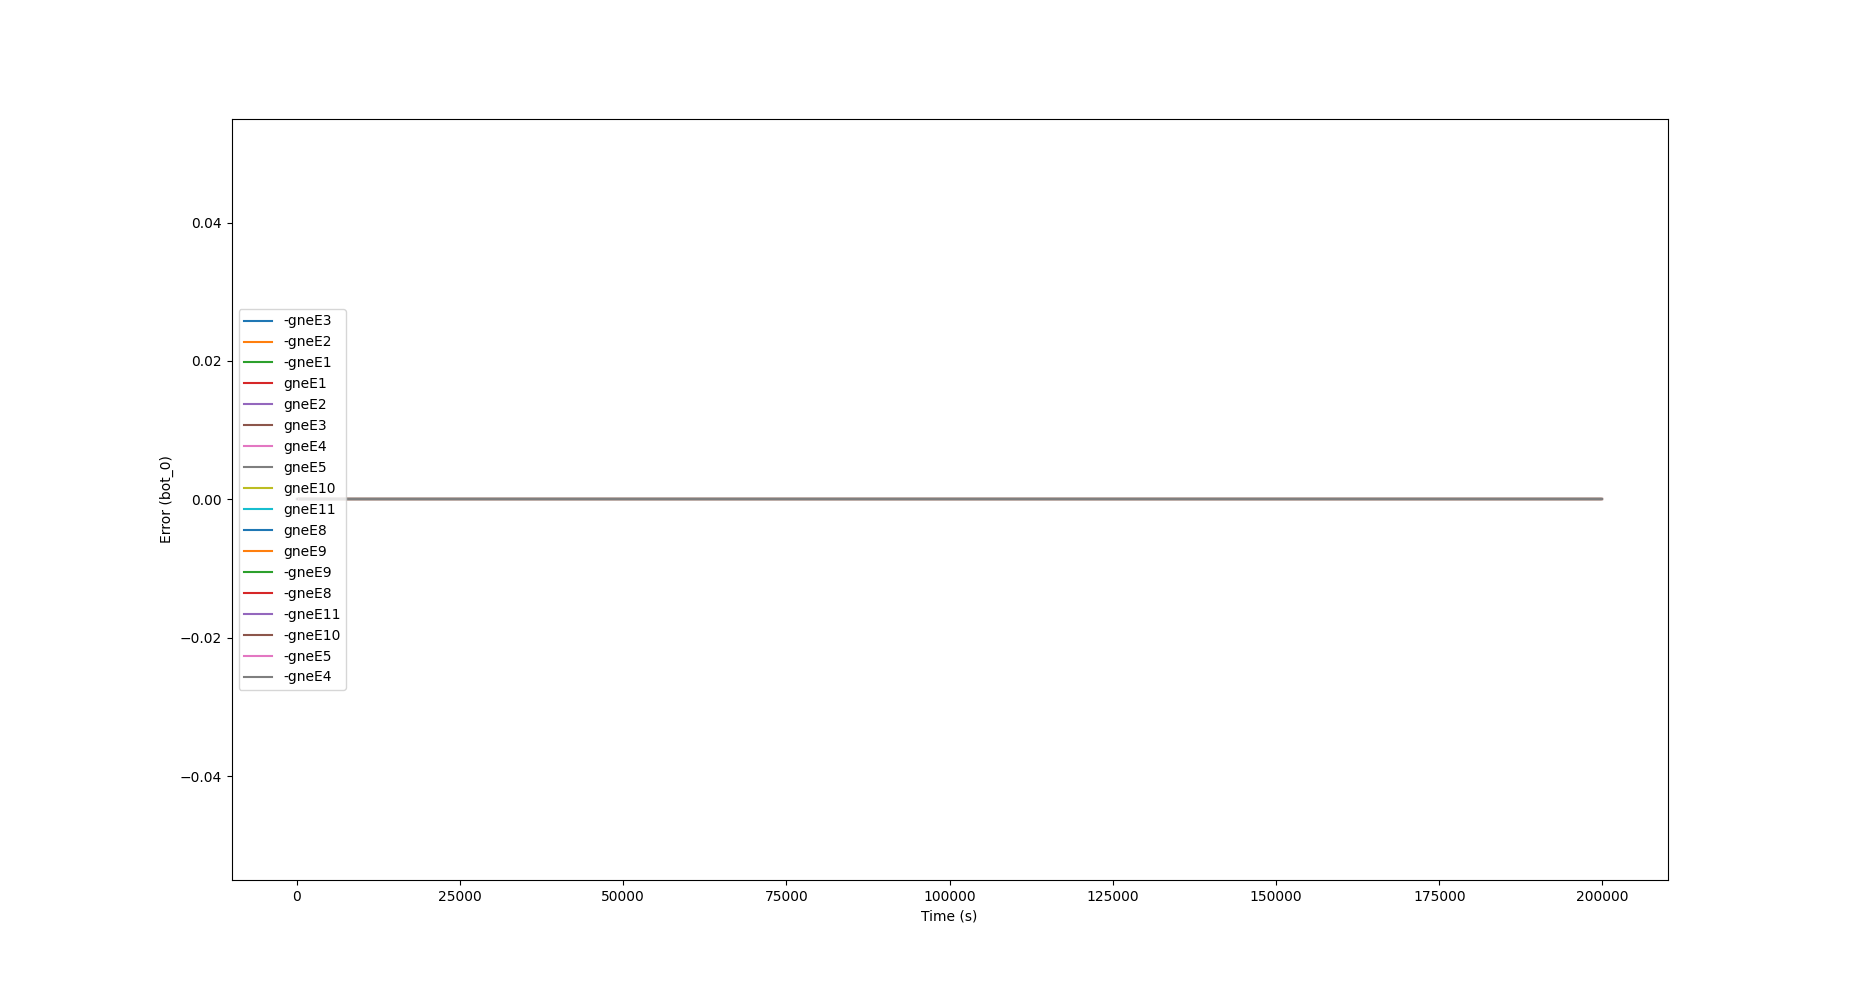 0.04
0.02
0.00
−0.02
−0.04
Error (bot_0)
-gneE3
-gneE2
-gneE1
gneE1
gneE2
gneE3
gneE4
gneE5
gneE10
gneE11
gneE8
gneE9
-gneE9
-gneE8
-gneE11
-gneE10
-gneE5
-gneE4
0 25000 50000 75000 100000 125000 150000 175000 200000
Time (s)